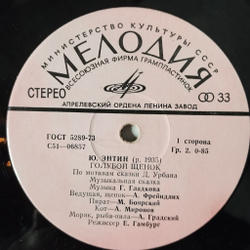 МИНИСТЕРСТВО КУЛЬТУРЫ СССР
МЕЛОДИЯ
ВСЕСОЮЗНАЯ ФИРМА ГРАМПЛАСТИНОК
СТЕРЕО
33
АПРЕЛЕВСКИЙ ОРДЕНА ЛЕНИНА ЗАВОД
ГОСТ 5289-73
С51—06857
1 сторона
Гр. 2. 0-85
Ю. ЭНТИН (р. 1935)
ГОЛУБОЙ ЩЕНОК
По мотивам сказки Д. Урбана
Музыкальная сказка
Музыка Г. Гладкова
Ведущая, щенок—А. Фрейндлих
Пират—М. Боярский
Кот—А. Миронов
Моряк, рыба-пила—А. Градский
Режиссер Е. Гамбург